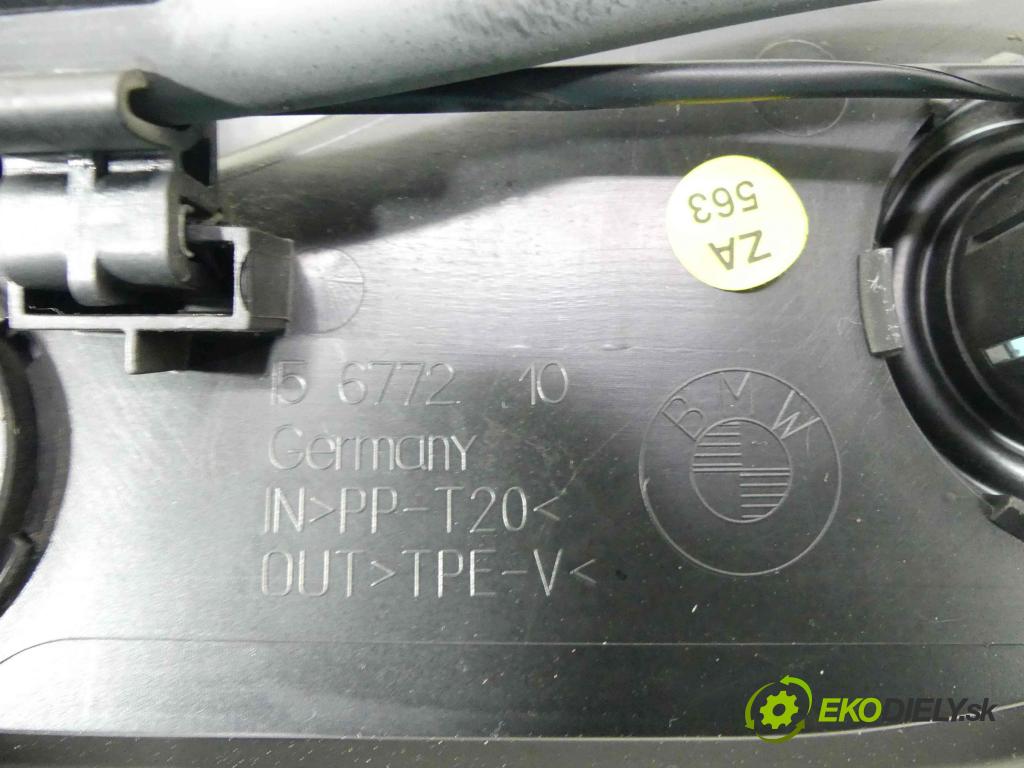 ZA
563
15 6772 10
Germany
IN>PP-T20<
OUT>TPE-V<
BMW
EKODIELY.sk